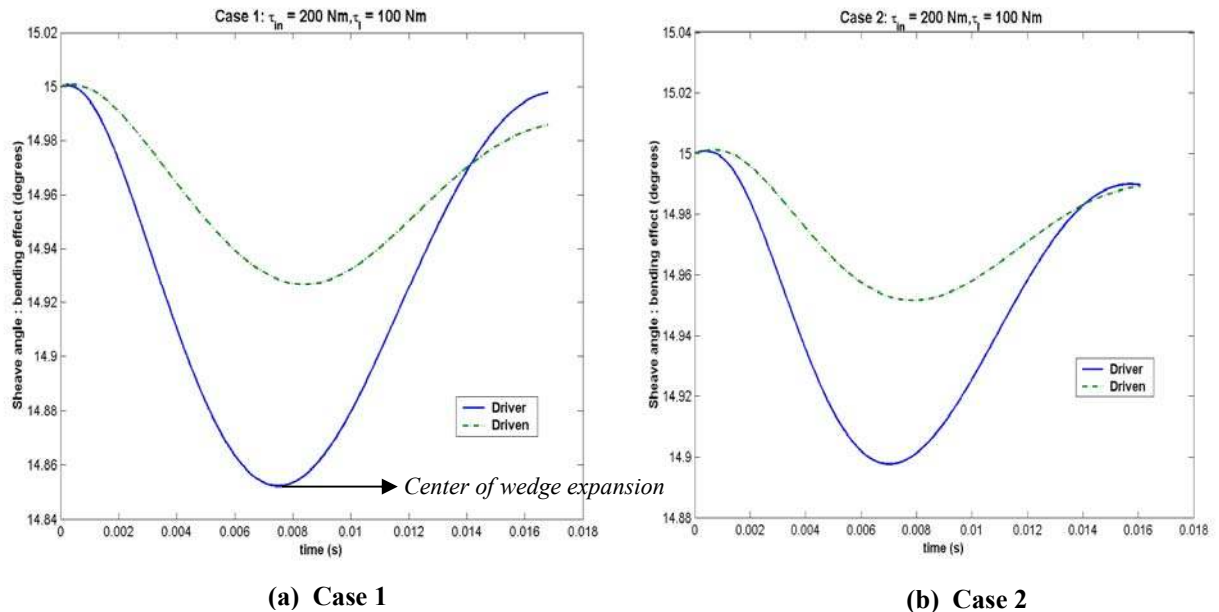 Case 1: τin = 200 Nm,τl = 100 Nm
15.02
15
14.98
14.96
14.94
14.92
14.9
14.88
14.86
14.84
Sheave angle : bending effect (degrees)
0 0.002 0.004 0.006 0.008 0.01 0.012 0.014 0.016 0.018
time (s)
Driver
Driven
Center of wedge expansion
(a) Case 1
Case 2: τin = 200 Nm,τl = 100 Nm
15.04
15.02
15
14.98
14.96
14.94
14.92
14.9
14.88
Sheave angle : bending effect (degrees)
0 0.002 0.004 0.006 0.008 0.01 0.012 0.014 0.016 0.018
time (s)
Driver
Driven
(b) Case 2